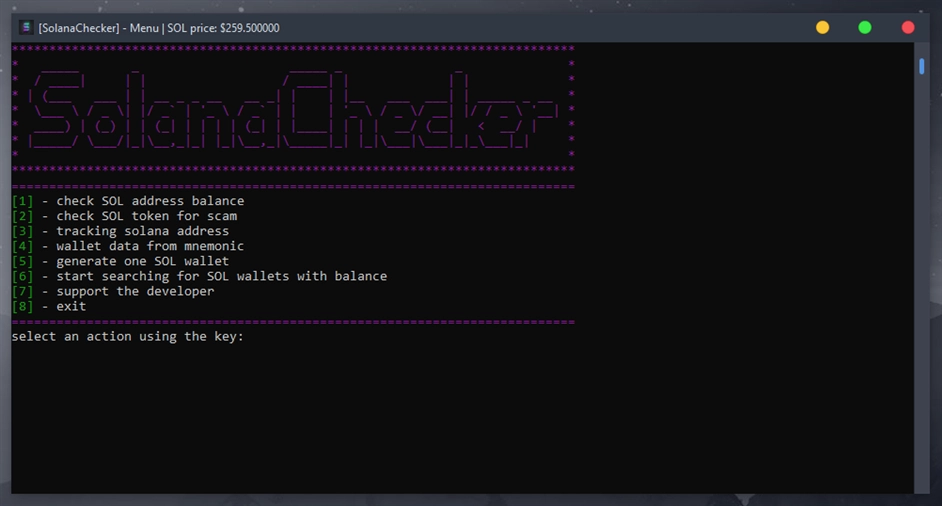 [SolanaChecker] - Menu | SOL price: $259.500000
SolanaChecker
[1] - check SOL address balance
[2] - check SOL token for scam
[3] - tracking solana address
[4] - wallet data from mnemonic
[5] - generate one SOL wallet
[6] - start searching for SOL wallets with balance
[7] - support the developer
[8] - exit
select an action using the key: